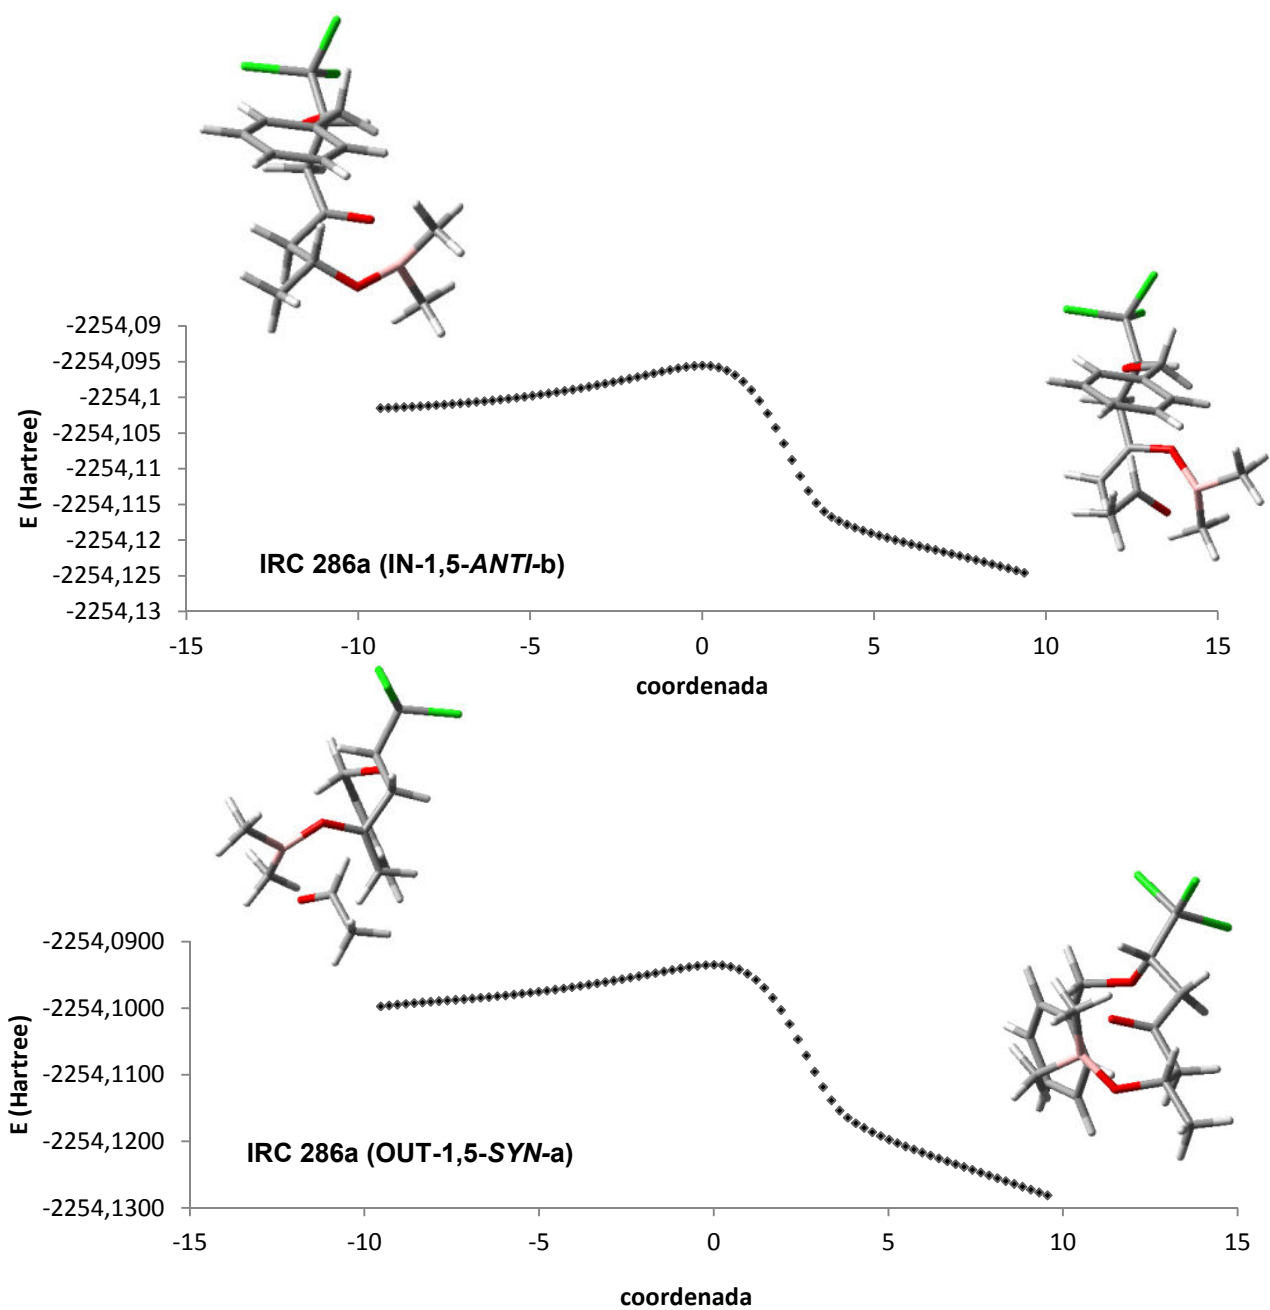 -2254,09
-2254,095
-2254,1
-2254,105
-2254,11
-2254,115
-2254,12
-2254,125
-2254,13
E (Hartree)
IRC 286a (IN-1,5-ANTI-b)
-15 -10 -5 0 5 10 15
coordenada
-2254,0900
-2254,1000
-2254,1100
-2254,1200
-2254,1300
E (Hartree)
IRC 286a (OUT-1,5-SYN-a)
-15 -10 -5 0 5 10 15
coordenada